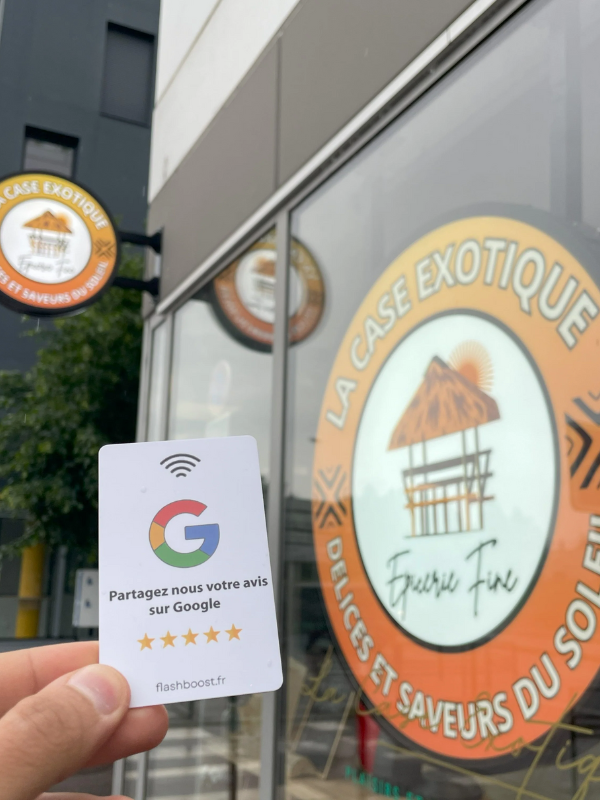 LA CASE EXOTIQUE
Epicerie Fine
DELICES ET SAVEURS DU SOLEIL
LA CASE EXOTIQUE
Epicerie Fine
DELICES ET SAVEURS DU SOLEIL
G
Partagez nous votre avis
sur Google
flashboost.fr